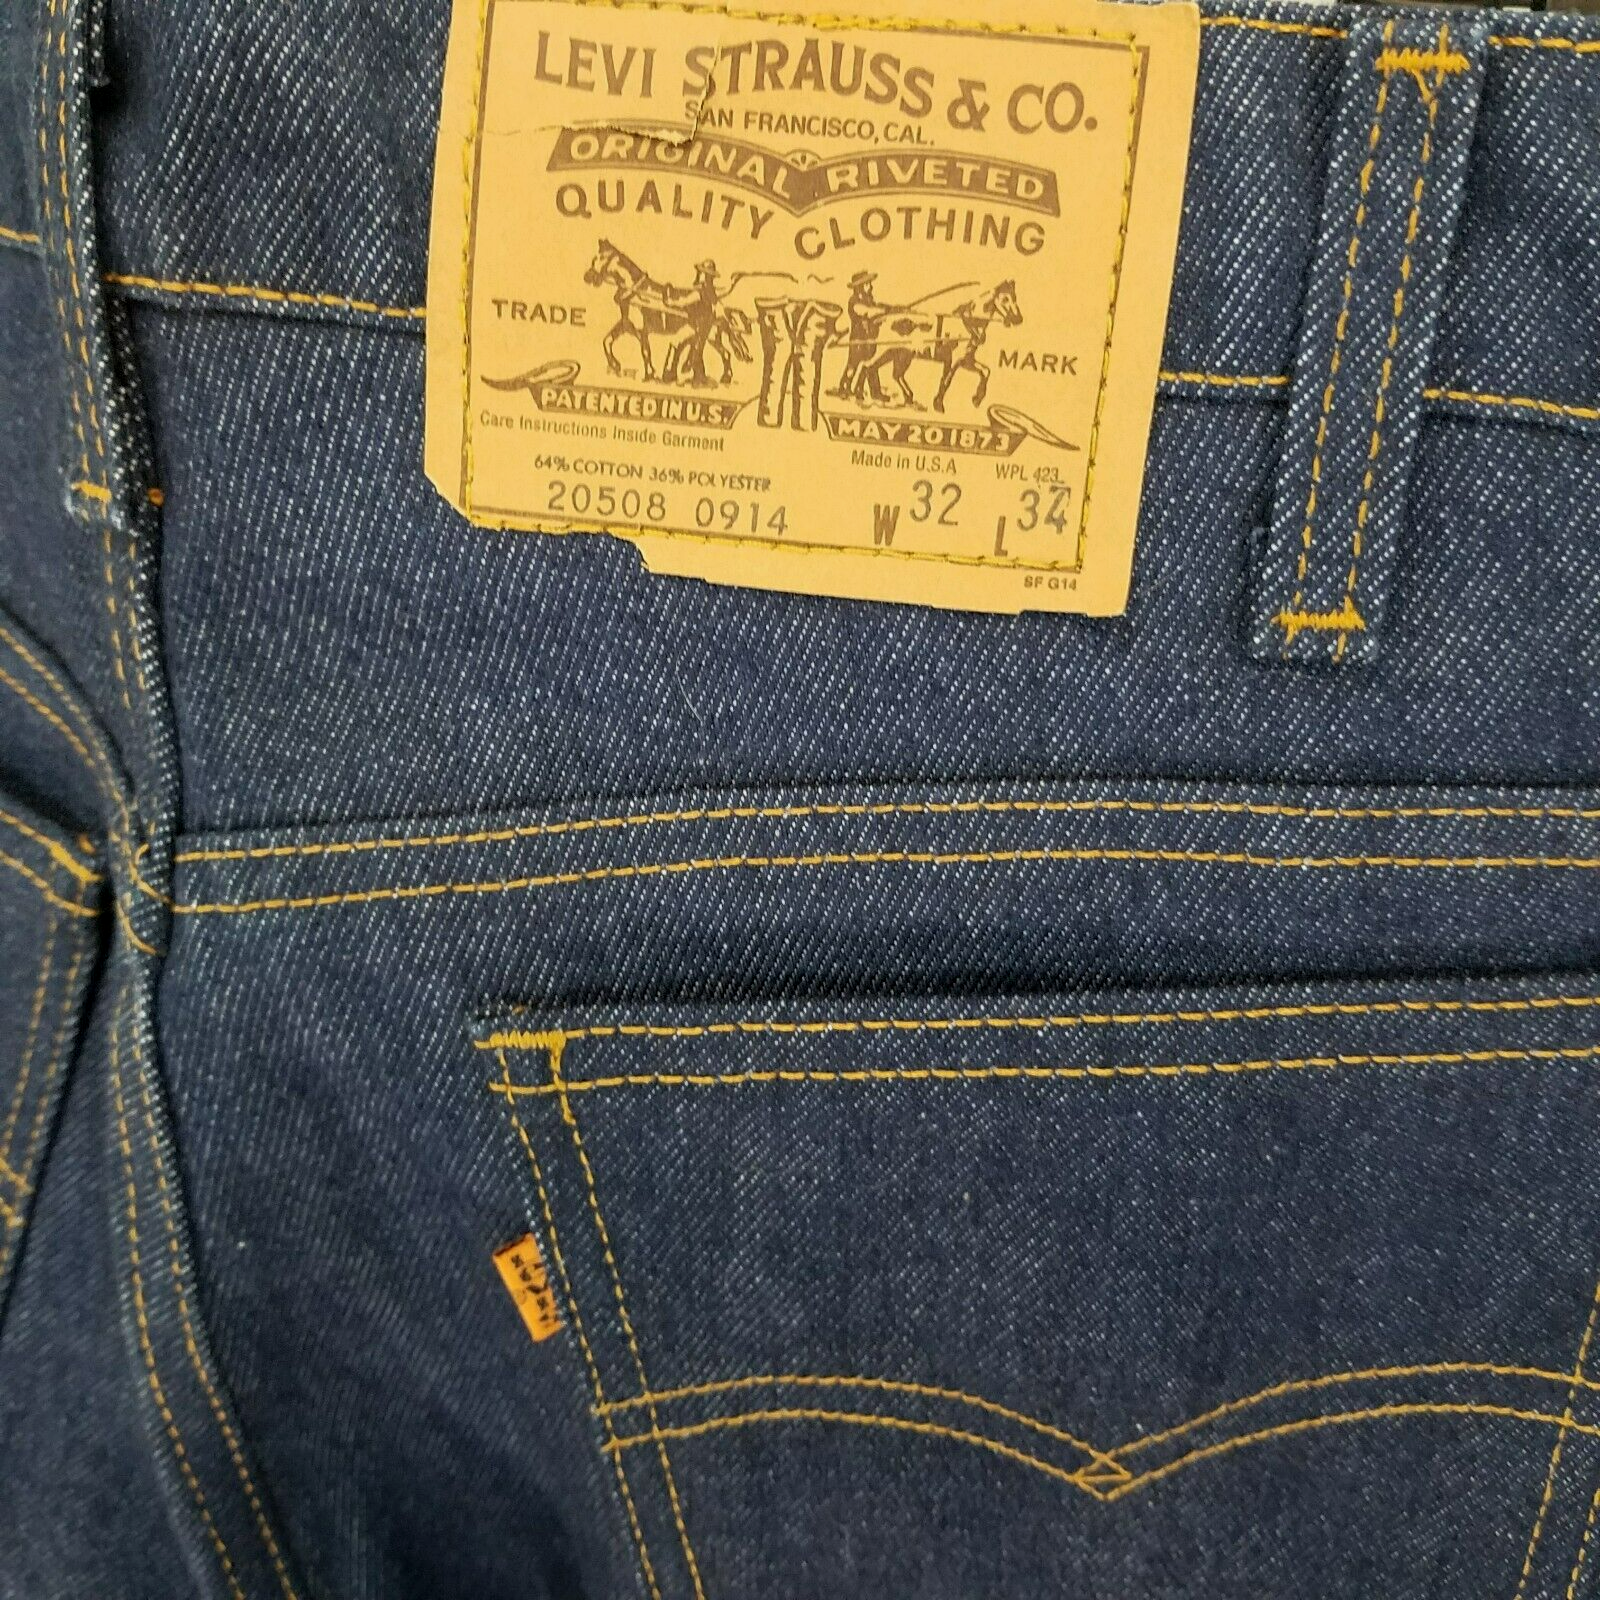 LEVI STRAUSS & CO.
SAN FRANCISCO, CAL.
ORIGINAL RIVETED
QUALITY CLOTHING
TRADE MARK
PATENTED IN U.S. MAY 20 1873
Care Instructions Inside Garment Made in U.S.A WPL 423
64% COTTON 36% POLYESTER
20508 0914 W 32 L 34
SF G14